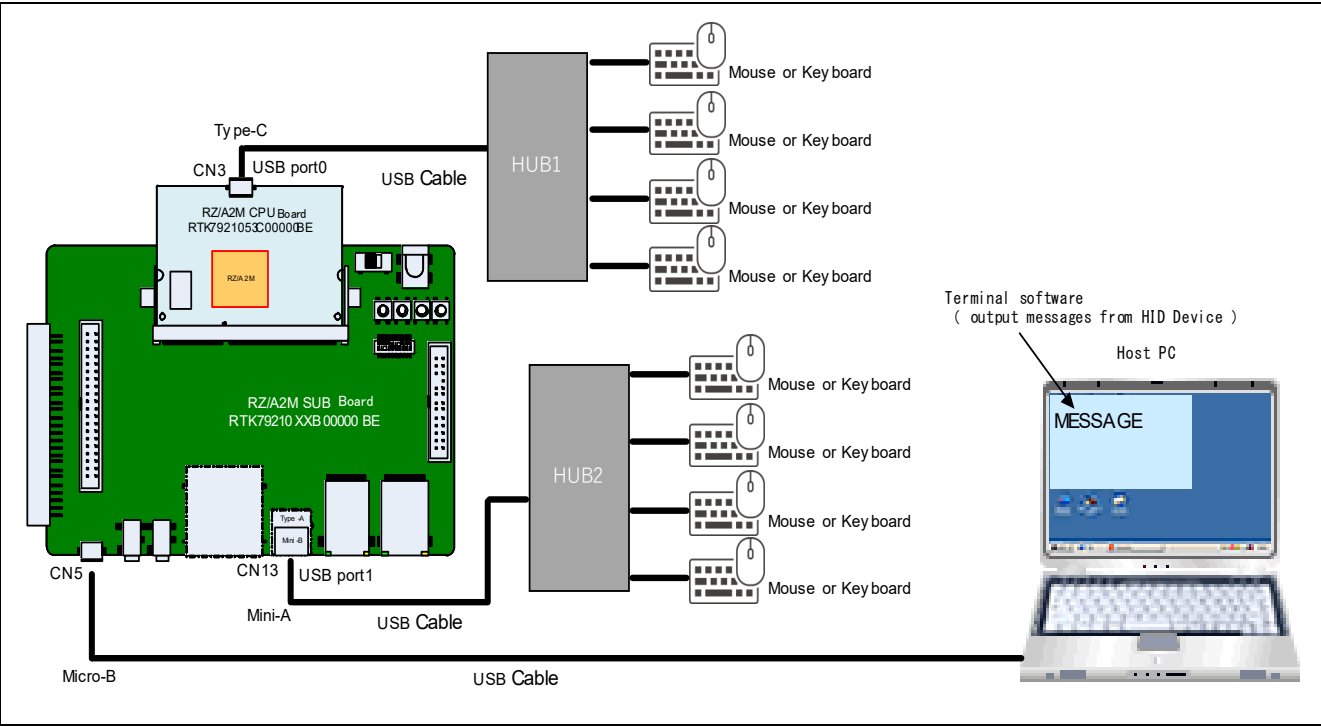 Type-C
CN3
USB port0
USB Cable
HUB1
Mouse or Keyboard
Mouse or Keyboard
Mouse or Keyboard
Mouse or Keyboard
RZ/A2M CPU Board
RTK7921053C00000BE
RZ/A2M
RZ/A2M SUB Board
RTK79210XXB00000BE
Type-A
Mini-B
CN5
CN13
USB port1
Mini-A
USB Cable
HUB2
Mouse or Keyboard
Mouse or Keyboard
Mouse or Keyboard
Mouse or Keyboard
Terminal software
( output messages from HID Device )
Host PC
MESSAGE
Micro-B
USB Cable